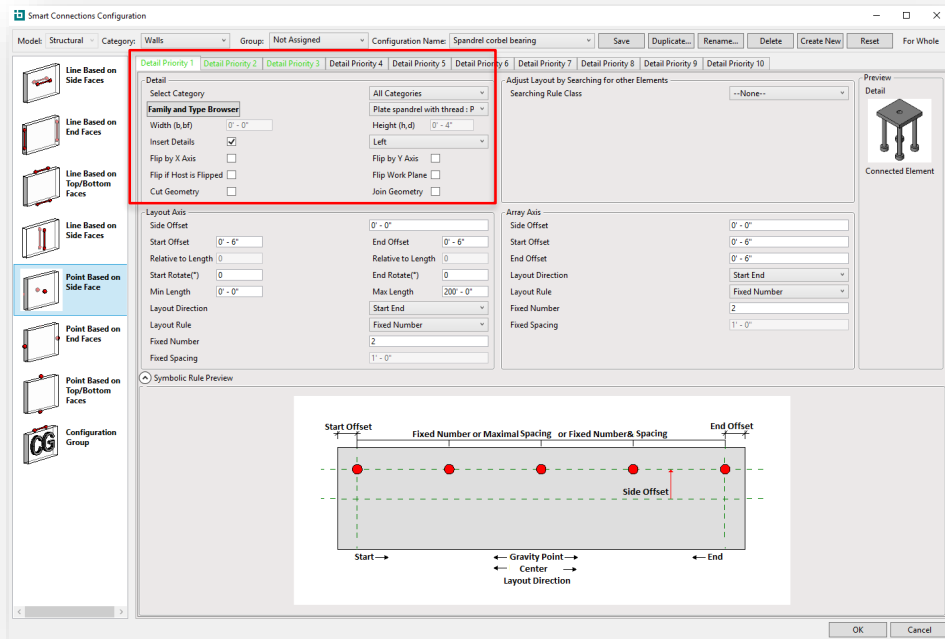 Smart Connections Configuration
Model: Structural Category: Walls Group: Not Assigned Configuration Name: Spandrel corbel bearing Save Duplicate... Rename... Delete Create New Reset For Whole
Line Based on
Side Faces
Line Based on
End Faces
Line Based on
Top/Bottom
Faces
Line Based on
Side Faces
Point Based on
Side Face
Point Based on
End Faces
Point Based on
Top/Bottom
Faces
CG
Configuration
Group
Detail Priority 1 Detail Priority 2 Detail Priority 3 Detail Priority 4 Detail Priority 5 Detail Priority 6 Detail Priority 7 Detail Priority 8 Detail Priority 9 Detail Priority 10
Detail
Select Category All Categories
Family and Type Browser Plate spandrel with thread : P
Width (b,bf) 0' - 0" Height (h,d) 0' - 4"
Insert Details Left
Flip by X Axis Flip by Y Axis
Flip if Host is Flipped Flip Work Plane
Cut Geometry Join Geometry
Adjust Layout by Searching for other Elements
Searching Rule Class --None--
Preview
Detail
Connected Element
Layout Axis
Side Offset 0' - 0"
Start Offset 0' - 6" End Offset 0' - 6"
Relative to Length 0 Relative to Length 0
Start Rotate(°) 0 End Rotate(°) 0
Min Length 0' - 0" Max Length 200' - 0"
Layout Direction Start End
Layout Rule Fixed Number
Fixed Number 2
Fixed Spacing 1' - 0"
Array Axis
Side Offset 0' - 0"
Start Offset 0' - 6"
End Offset 0' - 6"
Layout Direction Start End
Layout Rule Fixed Number
Fixed Number 2
Fixed Spacing 1' - 0"
Symbolic Rule Preview
Start Offset Fixed Number or Maximal Spacing or Fixed Number& Spacing End Offset
Side Offset
Start Gravity Point End
Center
Layout Direction
OK Cancel